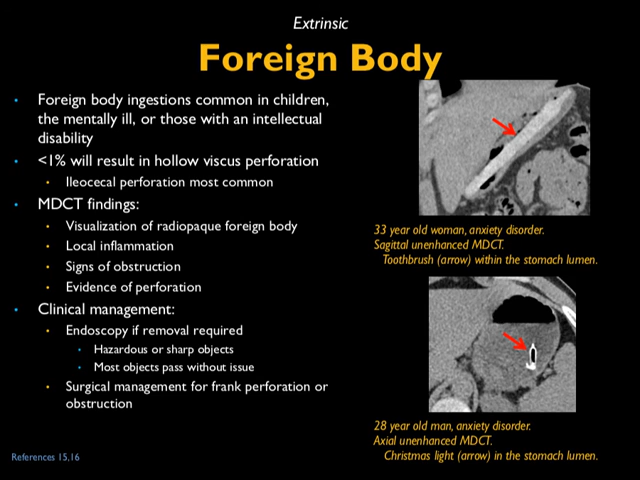 Extrinsic
Foreign Body
• Foreign body ingestions common in children,
the mentally ill, or those with an intellectual
disability
• <1% will result in hollow viscus perforation
• Ileocecal perforation most common
• MDCT findings:
• Visualization of radiopaque foreign body
• Local inflammation
• Signs of obstruction
• Evidence of perforation
• Clinical management:
• Endoscopy if removal required
• Hazardous or sharp objects
• Most objects pass without issue
• Surgical management for frank perforation or
obstruction
33 year old woman, anxiety disorder.
Sagittal unenhanced MDCT.
Toothbrush (arrow) within the stomach lumen.
28 year old man, anxiety disorder.
Axial unenhanced MDCT.
Christmas light (arrow) in the stomach lumen.
References 15,16